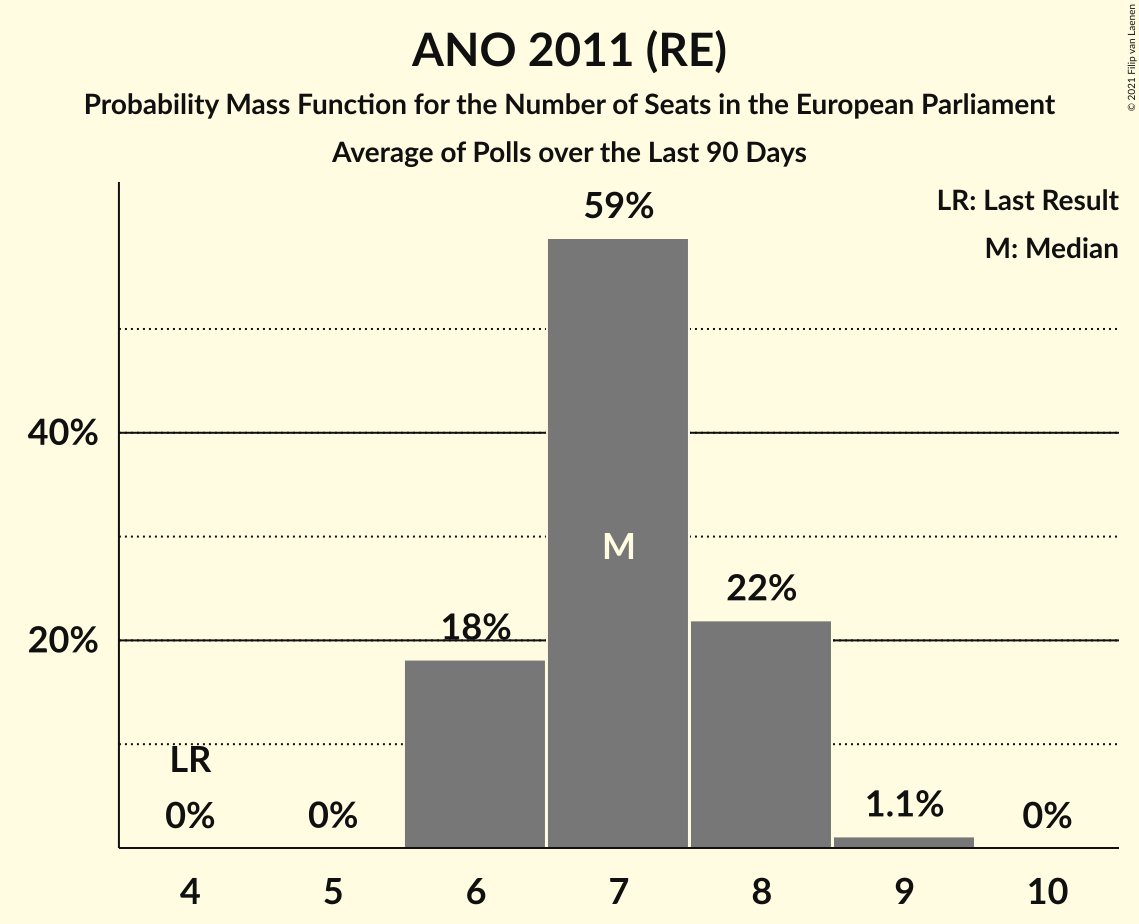 ANO 2011 (RE)
Probability Mass Function for the Number of Seats in the European Parliament
Average of Polls over the Last 90 Days
© 2021 Filip van Laenen
LR: Last Result
M: Median
59%
40%
M
22%
18%
20%
LR
0%
0%
1.1%
0%
4 5 6 7 8 9 10